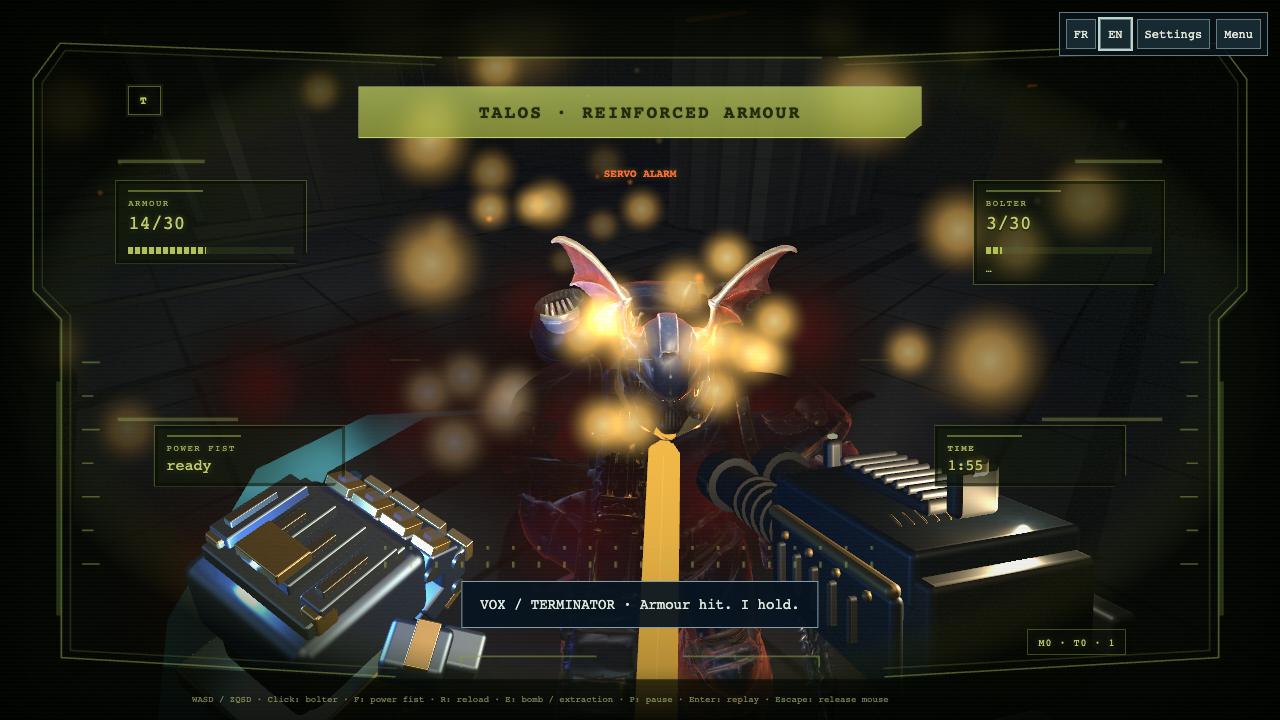 FR EN Settings Menu
T
TALOS · REINFORCED ARMOUR
SERVO ALARM
ARMOUR
14/30
BOLTER
3/30
…
POWER FIST
ready
TIME
1:55
VOX / TERMINATOR · Armour hit. I hold.
M0 · T0 · 1
WASD / ZQSD · Click: bolter · F: power fist · R: reload · E: bomb / extraction · P: pause · Enter: replay · Escape: release mouse